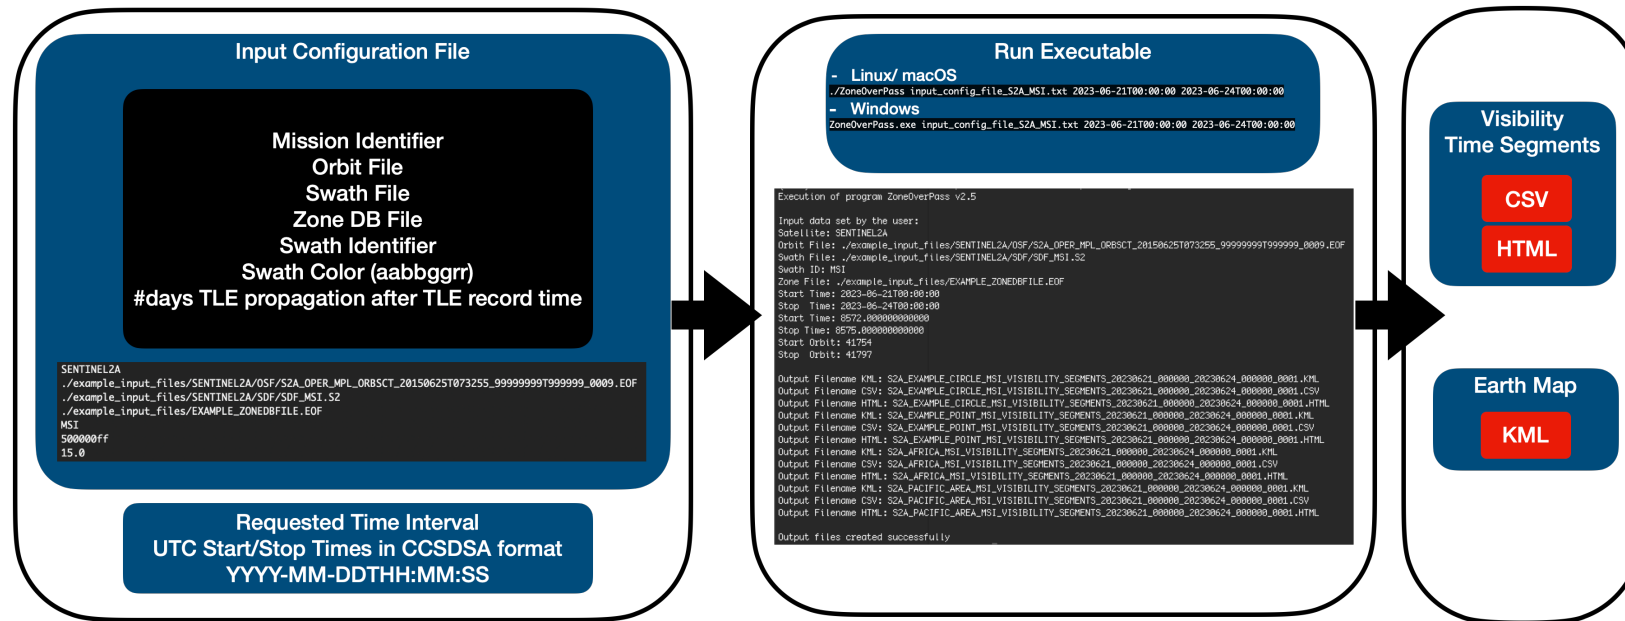 Input Configuration File
Mission Identifier
Orbit File
Swath File
Zone DB File
Swath Identifier
Swath Color (aabbggrr)
#days TLE propagation after TLE record time
SENTINEL2A
./example_input_files/SENTINEL2A/OSF/S2A_OPER_MPL_ORBSCT_20150625T073255_99999999T999999_0009.EOF
./example_input_files/SENTINEL2A/SDF/SDF_MSI.S2
./example_input_files/EXAMPLE_ZONEDBFILE.EOF
MSI
500000ff
15.0
Requested Time Interval
UTC Start/Stop Times in CCSDSA format
YYYY-MM-DDTHH:MM:SS
Run Executable
- Linux/ macOS
./ZoneOverPass input_config_file_S2A_MSI.txt 2023-06-21T00:00:00 2023-06-24T00:00:00
- Windows
ZoneOverPass.exe input_config_file_S2A_MSI.txt 2023-06-21T00:00:00 2023-06-24T00:00:00
Execution of program ZoneOverPass v2.5
Input data set by the user:
Satellite: SENTINEL2A
Orbit File: ./example_input_files/SENTINEL2A/OSF/S2A_OPER_MPL_ORBSCT_20150625T073255_99999999T999999_0009.EOF
Swath File: ./example_input_files/SENTINEL2A/SDF/SDF_MSI.S2
Swath ID: MSI
Zone File: ./example_input_files/EXAMPLE_ZONEDBFILE.EOF
Start Time: 2023-06-21T00:00:00
Stop  Time: 2023-06-24T00:00:00
Start Time: 8572.000000000000
Stop Time: 8575.000000000000
Start Orbit: 41754
Stop  Orbit: 41797
Output Filename KML: S2A_EXAMPLE_CIRCLE_MSI_VISIBILITY_SEGMENTS_20230621_000000_20230624_000000_0001.KML
Output Filename CSV: S2A_EXAMPLE_CIRCLE_MSI_VISIBILITY_SEGMENTS_20230621_000000_20230624_000000_0001.CSV
Output Filename HTML: S2A_EXAMPLE_CIRCLE_MSI_VISIBILITY_SEGMENTS_20230621_000000_20230624_000000_0001.HTML
Output Filename KML: S2A_EXAMPLE_POINT_MSI_VISIBILITY_SEGMENTS_20230621_000000_20230624_000000_0001.KML
Output Filename CSV: S2A_EXAMPLE_POINT_MSI_VISIBILITY_SEGMENTS_20230621_000000_20230624_000000_0001.CSV
Output Filename HTML: S2A_EXAMPLE_POINT_MSI_VISIBILITY_SEGMENTS_20230621_000000_20230624_000000_0001.HTML
Output Filename KML: S2A_AFRICA_MSI_VISIBILITY_SEGMENTS_20230621_000000_20230624_000000_0001.KML
Output Filename CSV: S2A_AFRICA_MSI_VISIBILITY_SEGMENTS_20230621_000000_20230624_000000_0001.CSV
Output Filename HTML: S2A_AFRICA_MSI_VISIBILITY_SEGMENTS_20230621_000000_20230624_000000_0001.HTML
Output Filename KML: S2A_PACIFIC_AREA_MSI_VISIBILITY_SEGMENTS_20230621_000000_20230624_000000_0001.KML
Output Filename CSV: S2A_PACIFIC_AREA_MSI_VISIBILITY_SEGMENTS_20230621_000000_20230624_000000_0001.CSV
Output Filename HTML: S2A_PACIFIC_AREA_MSI_VISIBILITY_SEGMENTS_20230621_000000_20230624_000000_0001.HTML
Output files created successfully
Visibility
Time Segments
CSV
HTML
Earth Map
KML